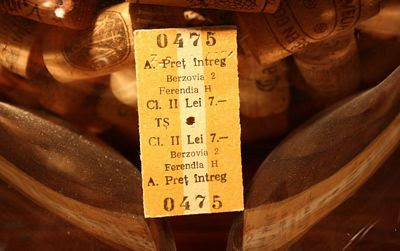 0475
A. Preț întreg
Berzovia 2
Ferendia H
Cl. II Lei 7.—
TȘ
Cl. II Lei 7.—
Berzovia 2
Ferendia H
A. Preț întreg
0475